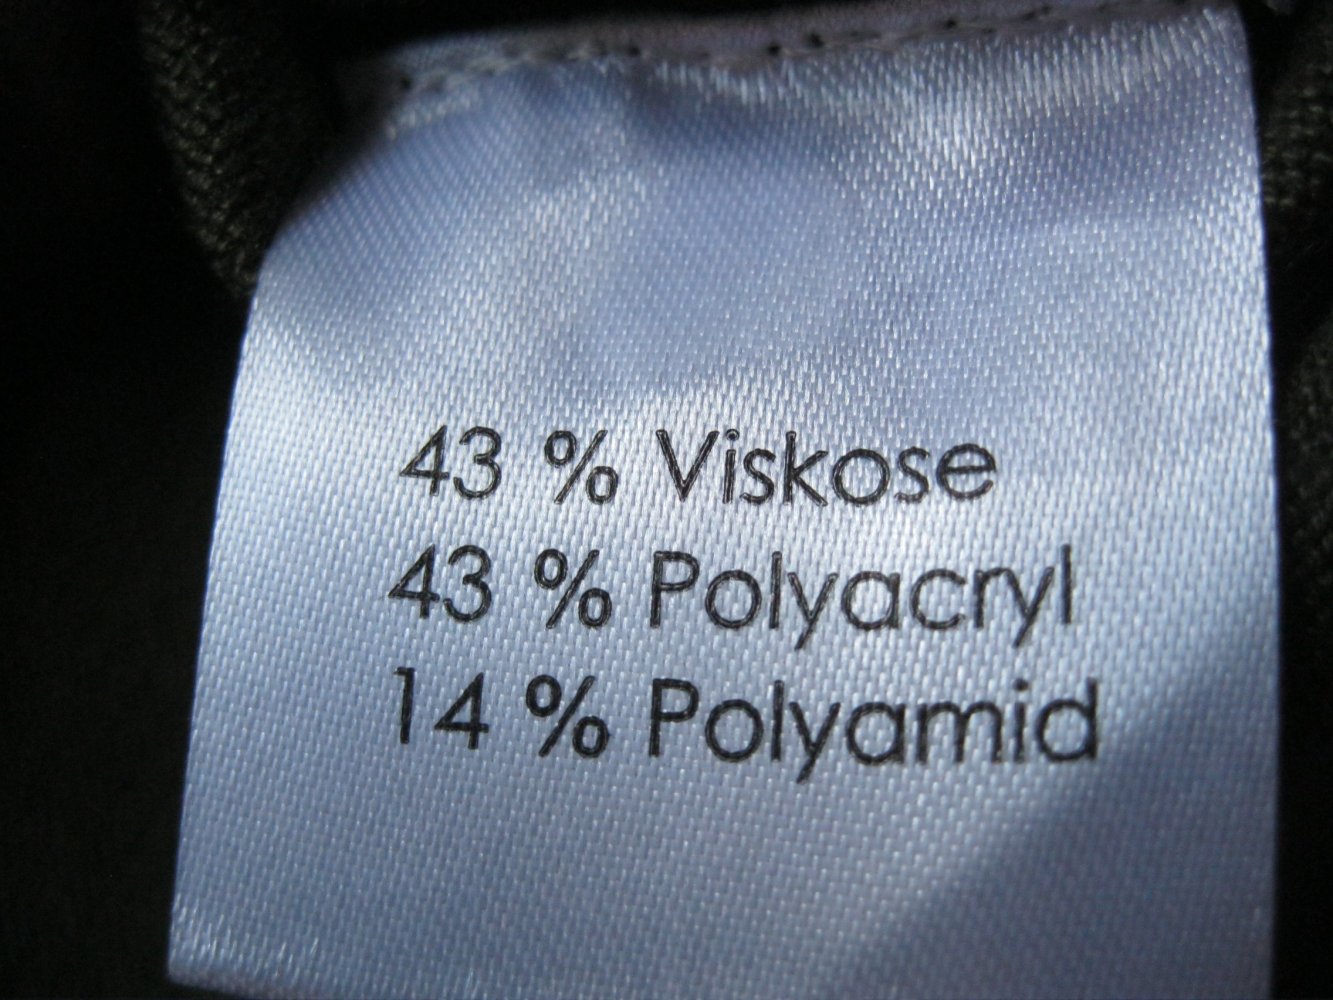 43 % Viskose
43 % Polyacryl
14 % Polyamid